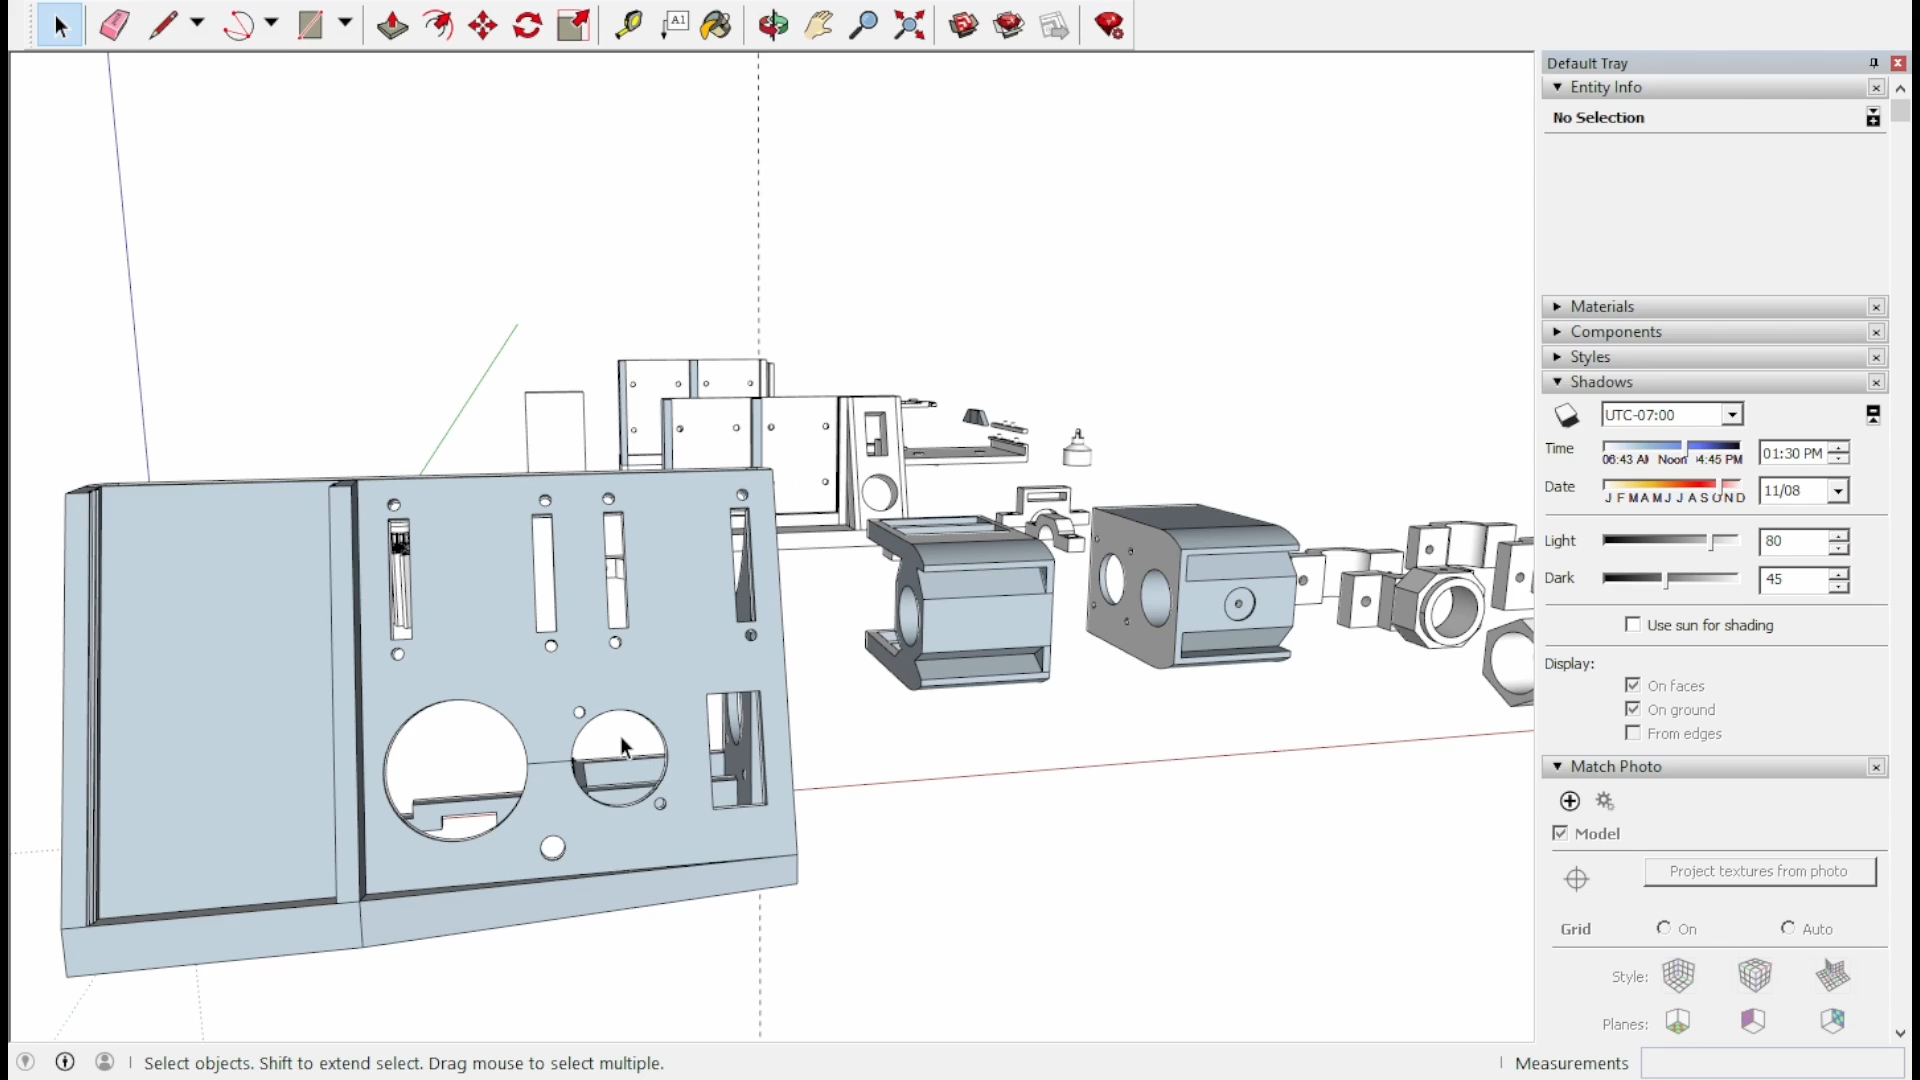 A1
Default Tray
Entity Info
No Selection
Materials
Components
Styles
Shadows
UTC-07:00
Time
06:43 AM Noon 4:45 PM
01:30 PM
Date
J F M A M J J A S O N D
11/08
Light
80
Dark
45
Use sun for shading
Display:
On faces
On ground
From edges
Match Photo
Model
Project textures from photo
Grid
On
Auto
Style:
Planes:
Select objects. Shift to extend select. Drag mouse to select multiple.
Measurements